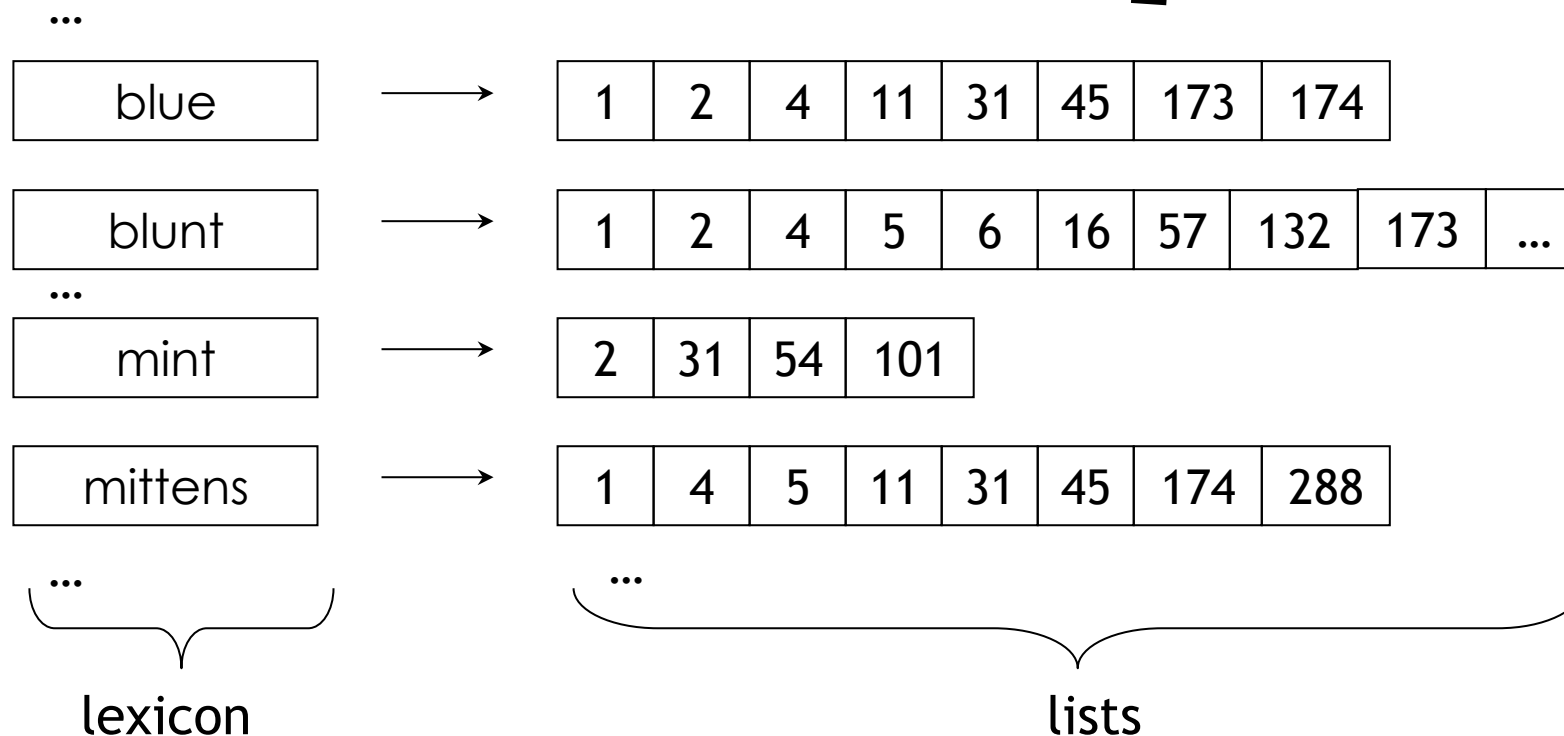 ...
blue 1 2 4 11 31 45 173 174
blunt 1 2 4 5 6 16 57 132 173 ...
...
mint 2 31 54 101
mittens 1 4 5 11 31 45 174 288
... ...
lexicon lists